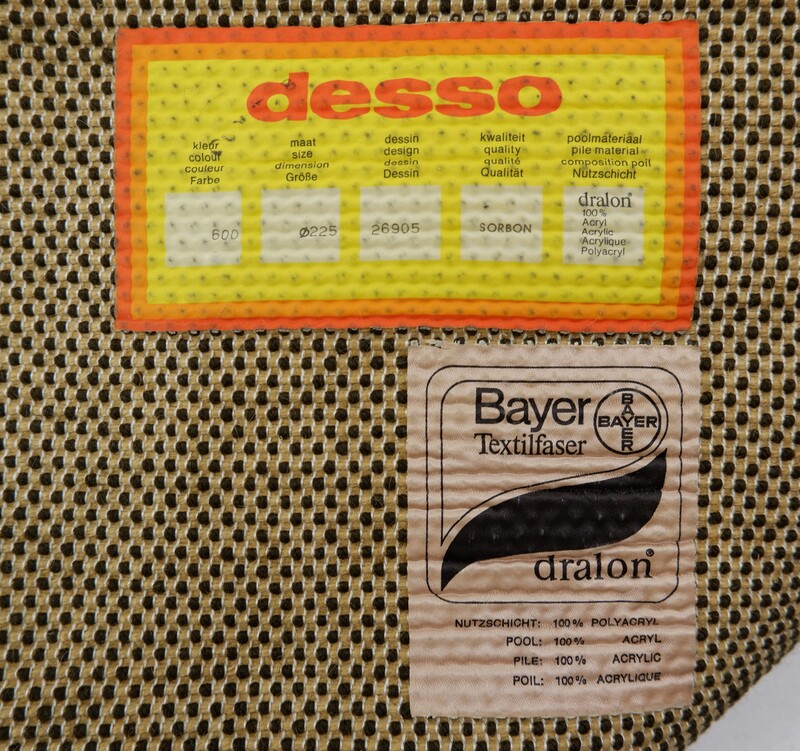 desso
kleur
colour
couleur
Farbe
maat
size
dimension
Größe
dessin
design
dessin
Dessin
kwaliteit
quality
qualité
Qualität
poolmateriaal
pile material
composition poil
Nutzschicht
600
Ø225
26905
SORBON
dralon®
100%
Acryl
Acrylic
Acrylique
Polyacryl
Bayer
Textilfaser
BAYER
BAYER
dralon®
NUTZSCHICHT: 100% POLYACRYL
POOL: 100% ACRYL
PILE: 100% ACRYLIC
POIL: 100% ACRYLIQUE